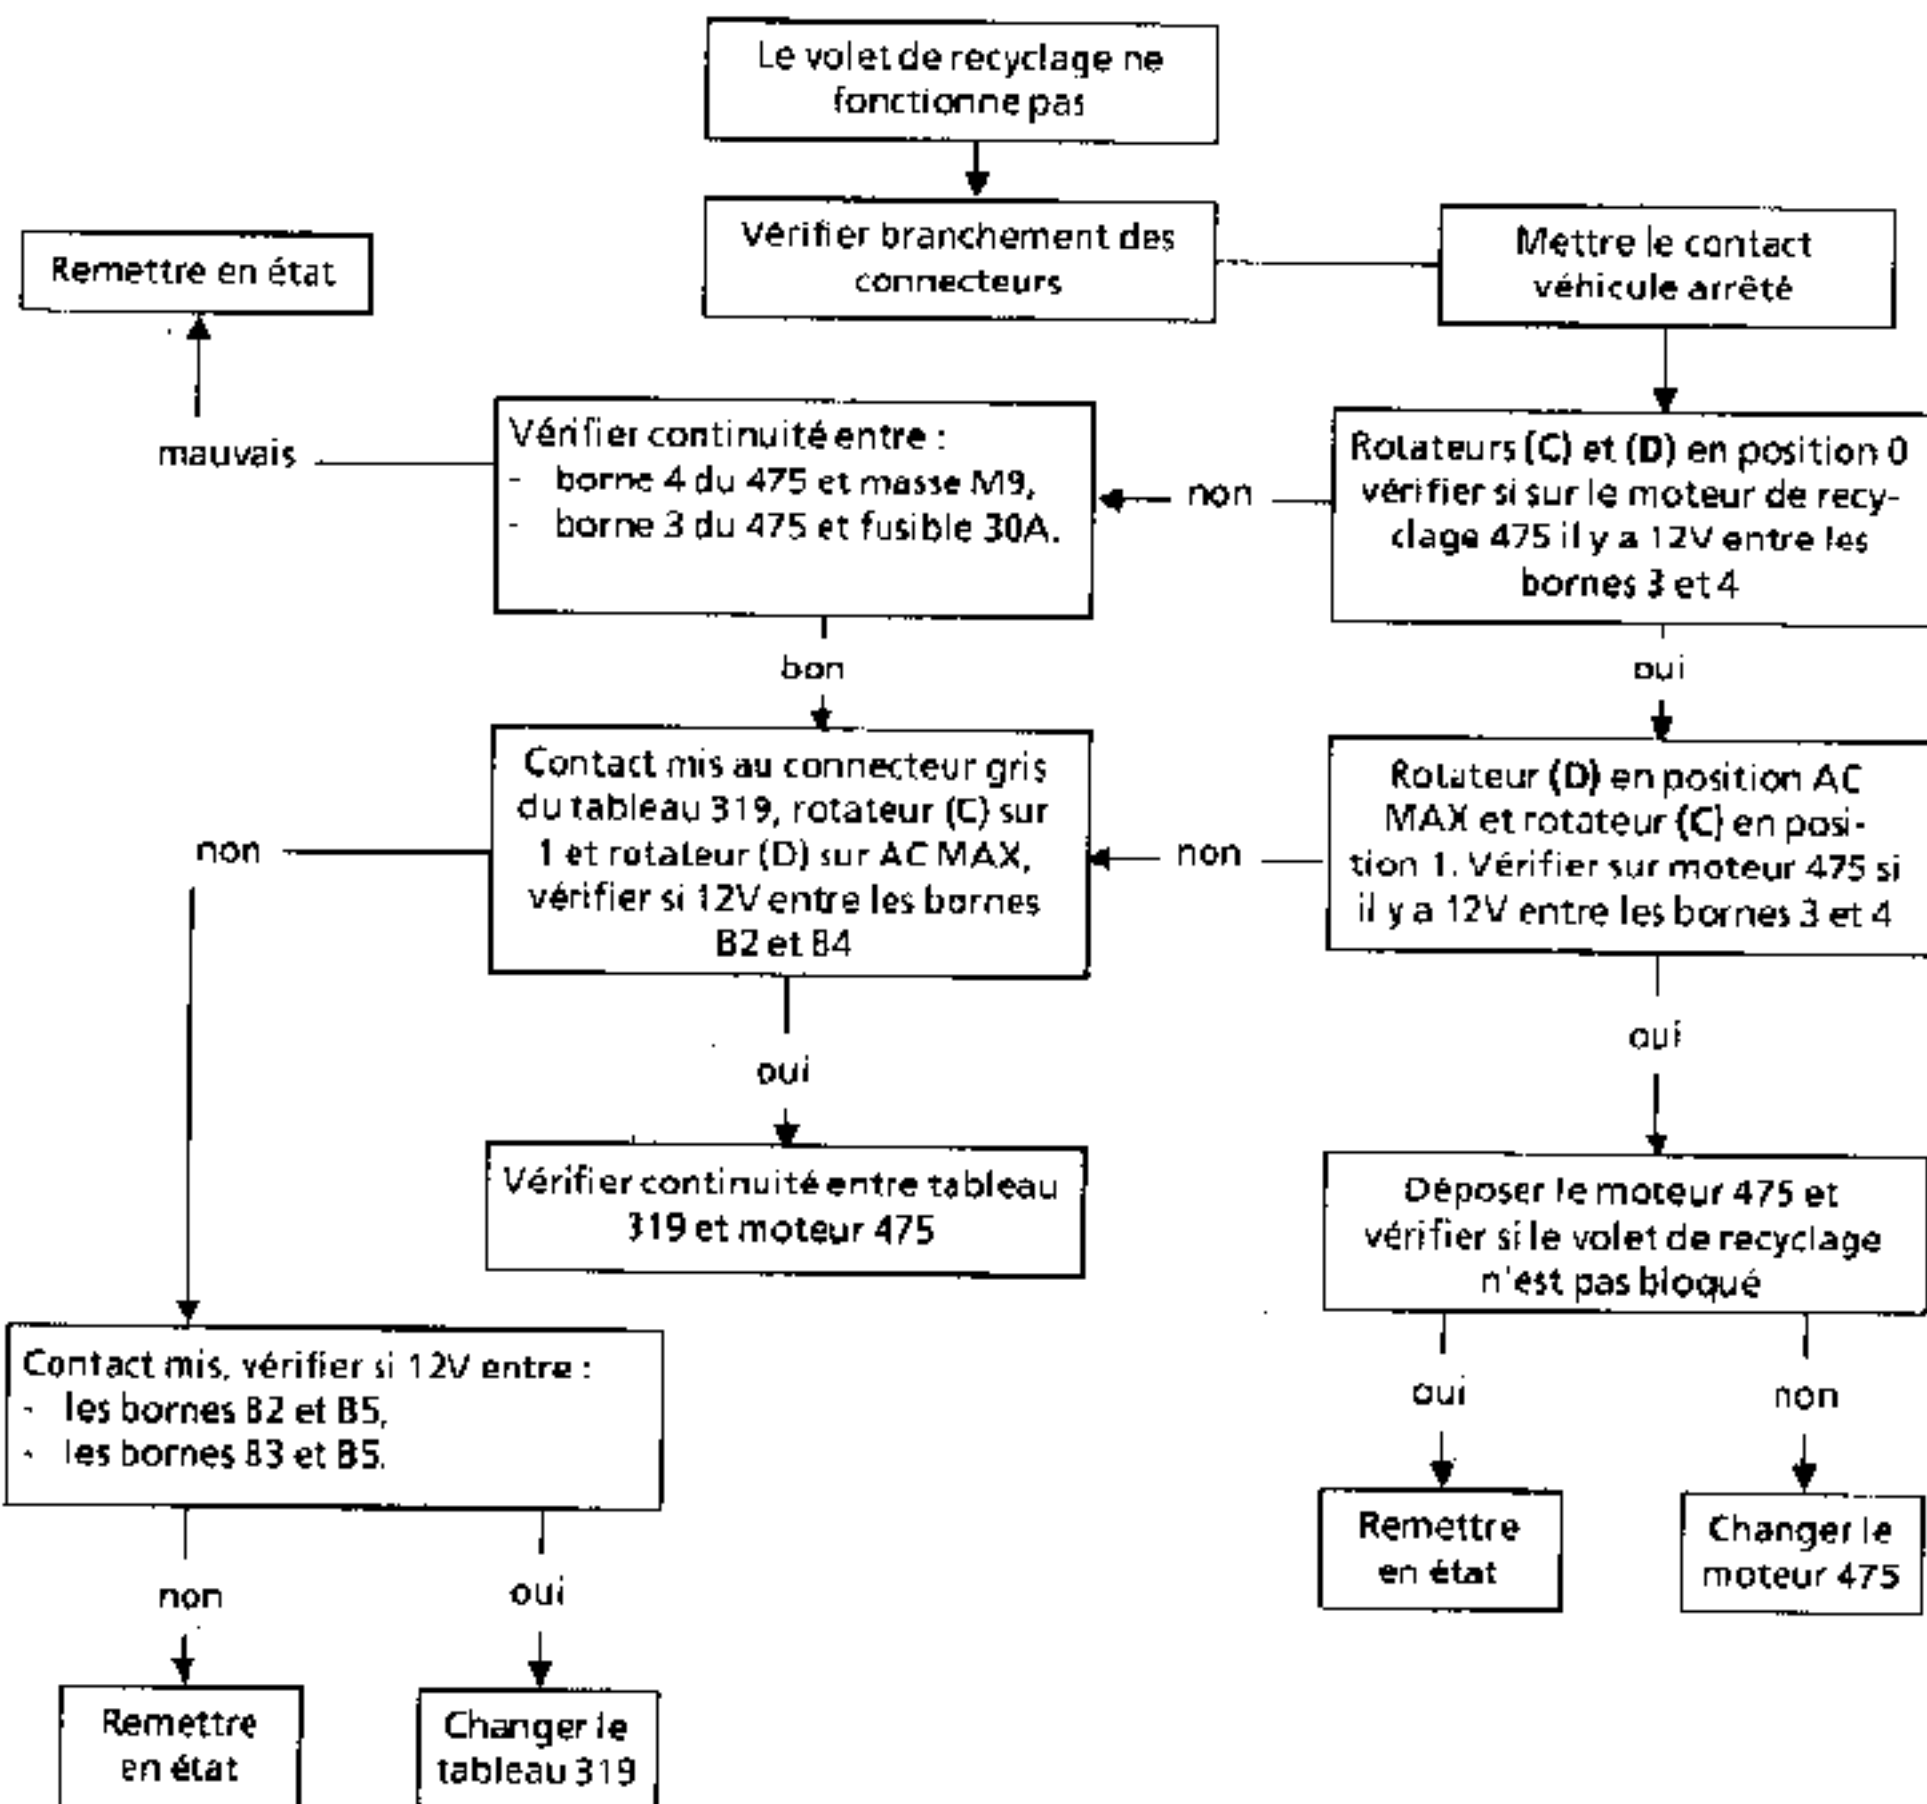 Le volet de recyclage ne
fonctionne pas
Vérifier branchement des
connecteurs
Mettre le contact
véhicule arrêté
Remettre en état
mauvais
Vérifier continuité entre :
- borne 4 du 475 et masse M9,
- borne 3 du 475 et fusible 30A.
non
Rotateurs (C) et (D) en position 0
vérifier si sur le moteur de recy-
clage 475 il y a 12V entre les
bornes 3 et 4
bon
oui
non
Contact mis au connecteur gris
du tableau 319, rotateur (C) sur
1 et rotateur (D) sur AC MAX,
vérifier si 12V entre les bornes
B2 et B4
non
Rotateur (D) en position AC
MAX et rotateur (C) en posi-
tion 1. Vérifier sur moteur 475 si
il y a 12V entre les bornes 3 et 4
oui
oui
Vérifier continuité entre tableau
319 et moteur 475
Déposer le moteur 475 et
vérifier si le volet de recyclage
n'est pas bloqué
Contact mis, vérifier si 12V entre :
- les bornes B2 et B5,
- les bornes B3 et B5.
oui
non
Remettre
en état
Changer le
moteur 475
non
oui
Remettre
en état
Changer le
tableau 319